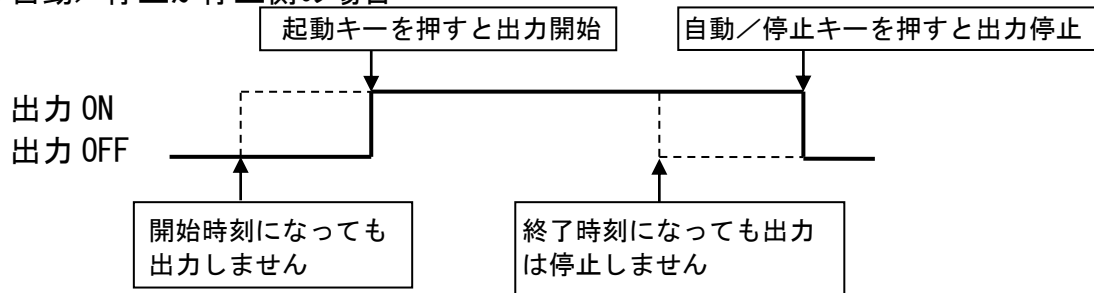 起動キーを押すと出力開始
自動／停止キーを押すと出力停止
出力 ON
出力 OFF
開始時刻になっても
出力しません
終了時刻になっても出力
は停止しません